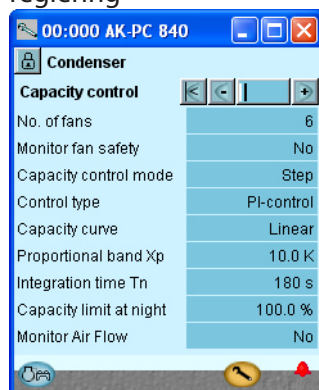 reglering
00:000 AK-PC 840
Condenser
Capacity control
No. of fans 6
Monitor fan safety No
Capacity control mode Step
Control type PI-control
Capacity curve Linear
Proportional band Xp 10.0 K
Integration time Tn 180 s
Capacity limit at night 100.0 %
Monitor Air Flow No